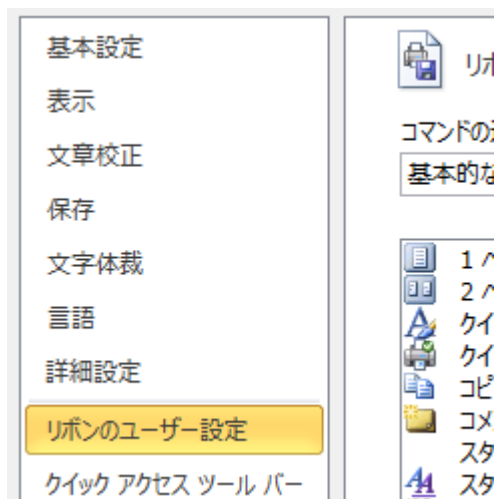 基本設定
表示
文章校正
保存
文字体裁
言語
詳細設定
リボンのユーザー設定
クイック アクセス ツール バー
リボ
コマンドの
基本的な
1 ペ
2 ペ
クイ
クイ
コピ
コメ
スタ
スタ